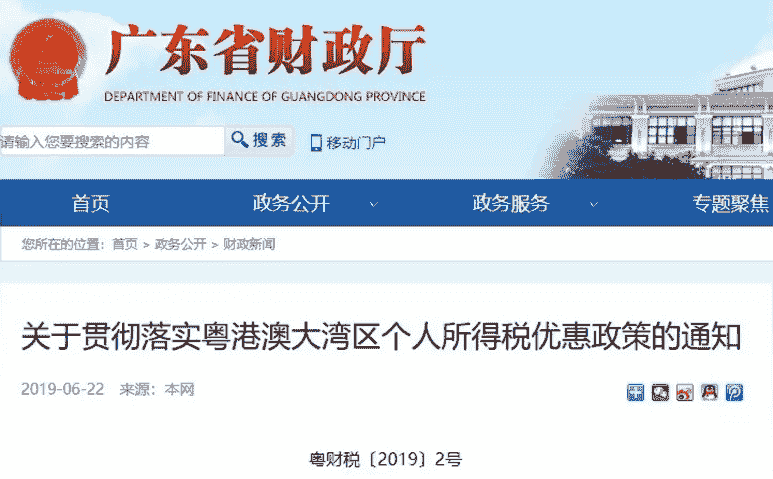 广东省财政厅
DEPARTMENT OF FINANCE OF GUANGDONG PROVINCE
请输入您要搜索的内容 搜索 移动门户
首页 政务公开 政务服务 专题聚焦
您所在的位置：首页 > 政务公开 > 财政新闻
关于贯彻落实粤港澳大湾区个人所得税优惠政策的通知
2019-06-22 来源：本网
粤财税〔2019〕2号